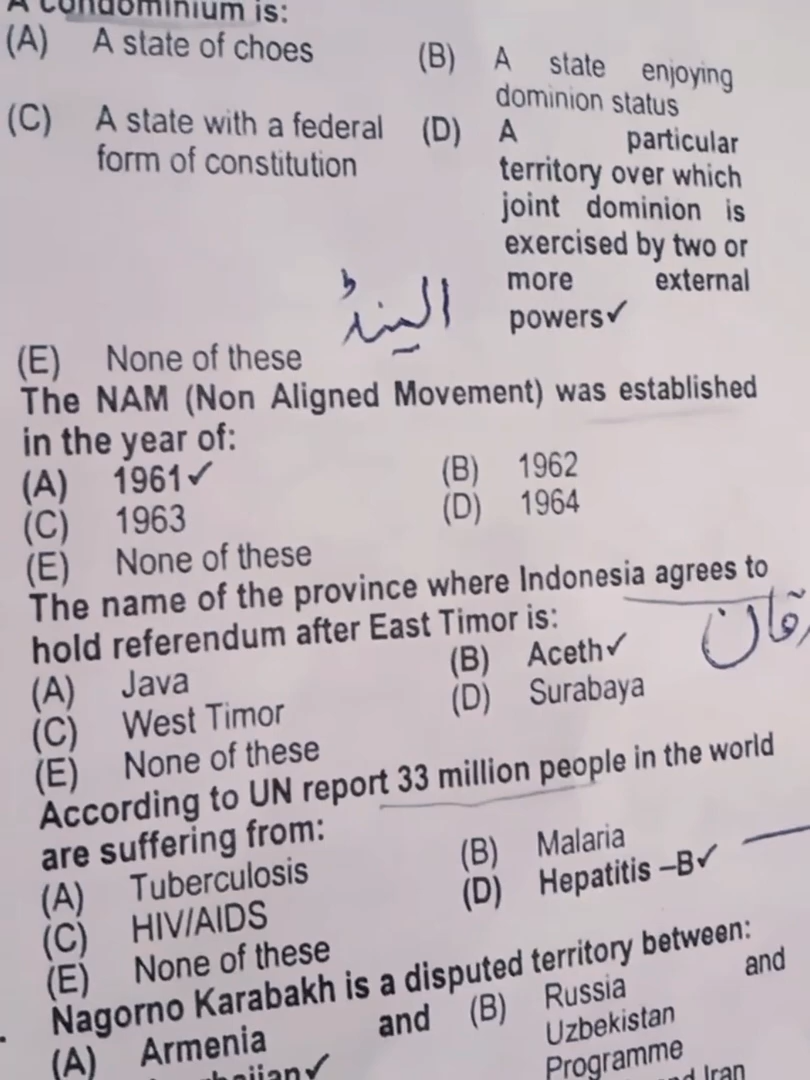 A Condominium is:
(A) A state of choes (B) A state enjoying
dominion status
(C) A state with a federal (D) A particular
form of constitution territory over which
joint dominion is
exercised by two or
more external
powers✓
(E) None of these
The NAM (Non Aligned Movement) was established
in the year of:
(A) 1961✓ (B) 1962
(C) 1963 (D) 1964
(E) None of these
The name of the province where Indonesia agrees to
hold referendum after East Timor is:
(A) Java (B) Aceth✓
(C) West Timor (D) Surabaya
(E) None of these
According to UN report 33 million people in the world
are suffering from:
(A) Tuberculosis (B) Malaria
(C) HIV/AIDS (D) Hepatitis –B✓
(E) None of these
Nagorno Karabakh is a disputed territory between:
(A) Armenia and (B) Russia and
Uzbekistan
Programme
Iran